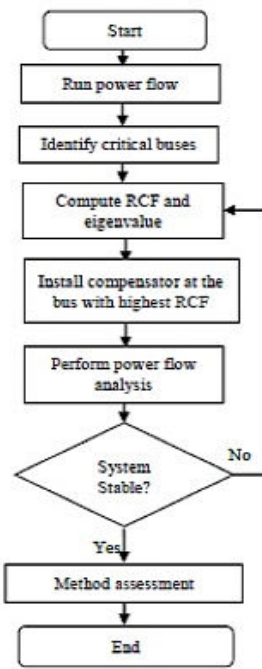 Start
Run power flow
Identify critical buses
Compute RCF and
eigenvalue
Install compensator at the
bus with highest RCF
Perform power flow
analysis
System
Stable?
No
Yes
Method assessment
End